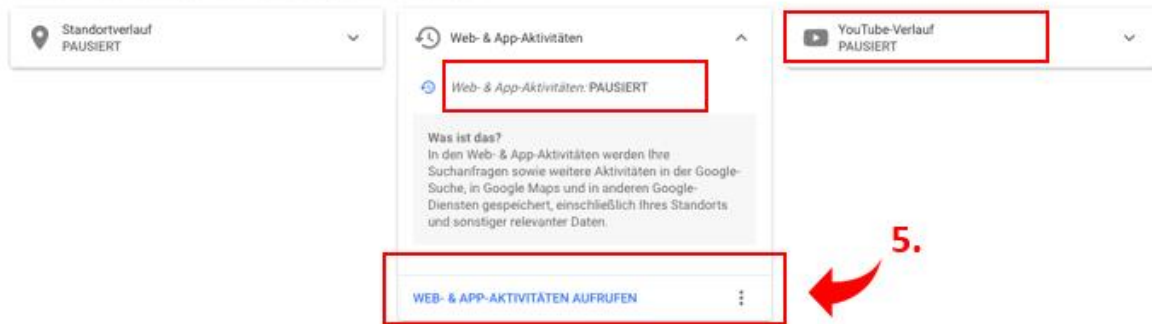 Standortverlauf
PAUSIERT
Web- & App-Aktivitäten
Web- & App-Aktivitäten: PAUSIERT
Was ist das?
In den Web- & App-Aktivitäten werden Ihre
Suchanfragen sowie weitere Aktivitäten in der Google-
Suche, in Google Maps und in anderen Google-
Diensten gespeichert, einschließlich Ihres Standorts
und sonstiger relevanter Daten.
WEB- & APP-AKTIVITÄTEN AUFRUFEN
YouTube-Verlauf
PAUSIERT
5.